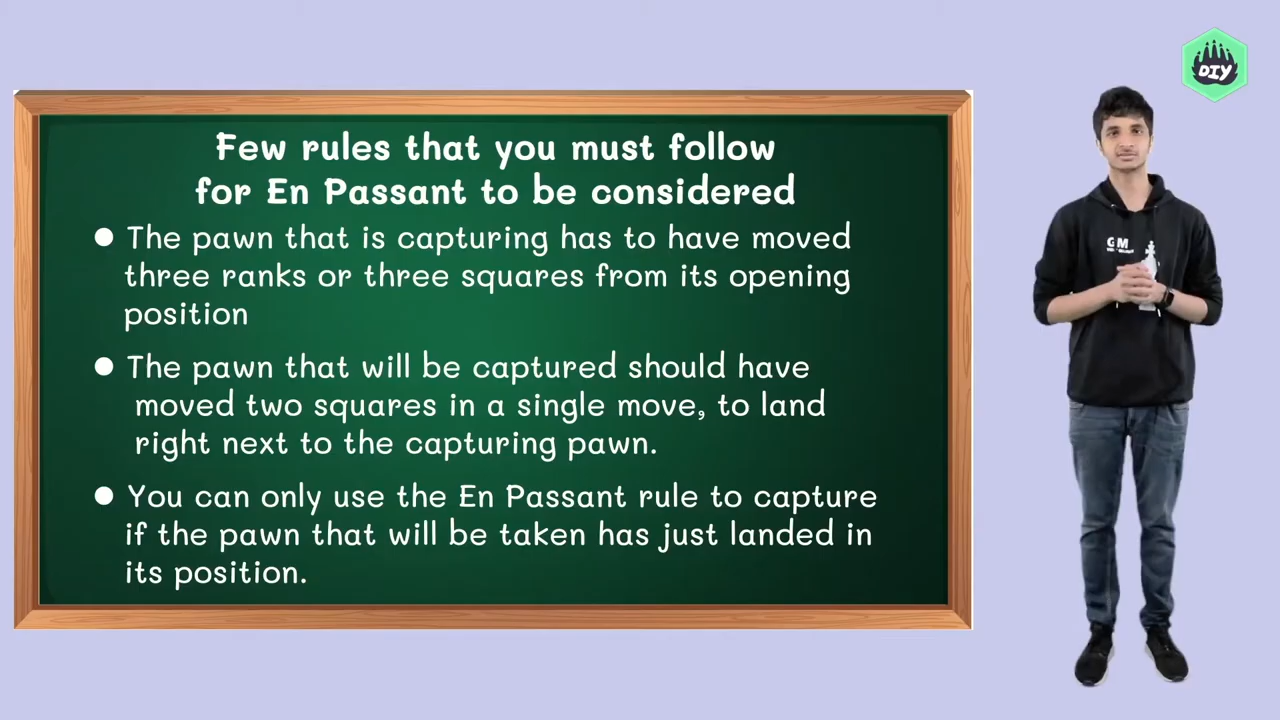 DIY
Few rules that you must follow
for En Passant to be considered
● The pawn that is capturing has to have moved
three ranks or three squares from its opening
position
● The pawn that will be captured should have
moved two squares in a single move, to land
right next to the capturing pawn.
● You can only use the En Passant rule to capture
if the pawn that will be taken has just landed in
its position.
GM